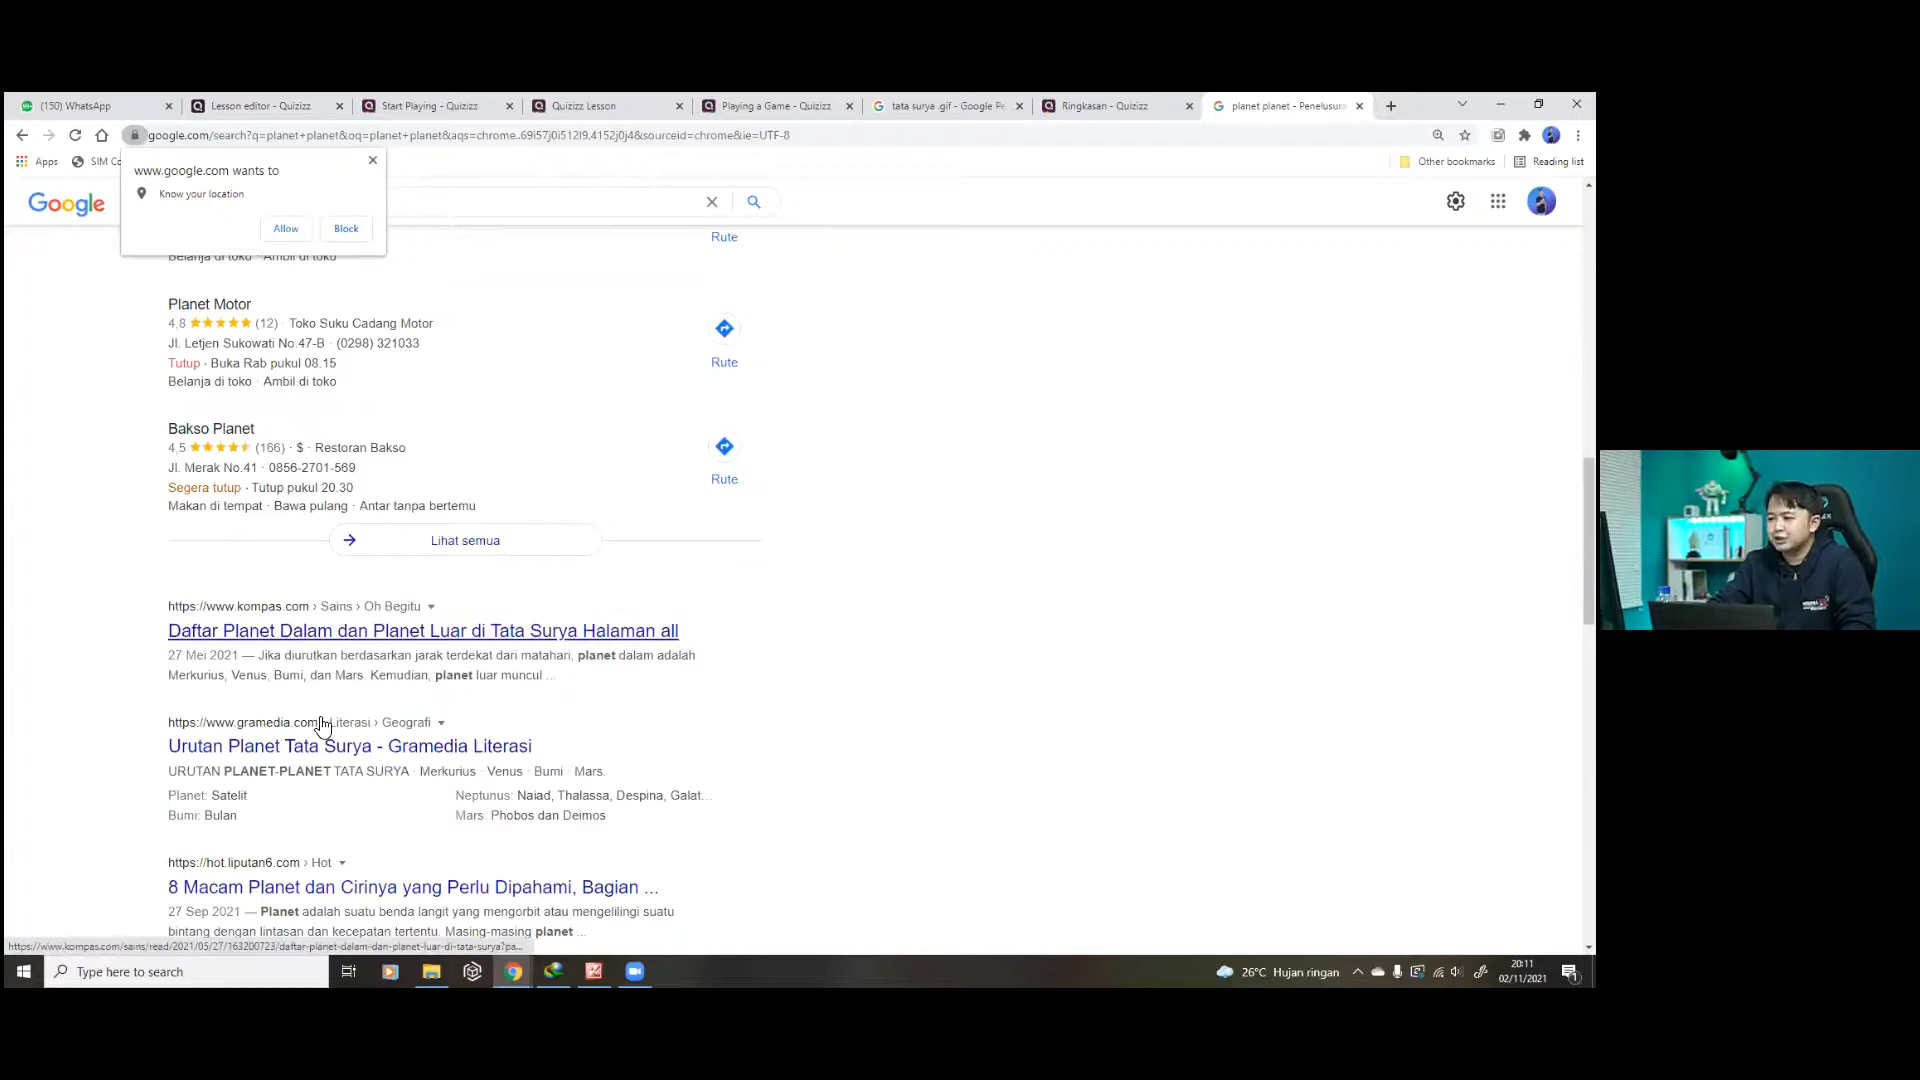 (150) WhatsApp
Lesson editor - Quizizz
Start Playing - Quizizz
Quizizz Lesson
Playing a Game - Quizizz
tata surya .gif - Google Pe
Ringkasan - Quizizz
planet planet - Penelusura
google.com/search?q=planet+planet&oq=planet+planet&aqs=chrome..69i57j0i512l9.4152j0j4&sourceid=chrome&ie=UTF-8
Apps
SIM Co
Other bookmarks
Reading list
www.google.com wants to
Know your location
Allow
Block
Google
Rute
Belanja di toko · Ambil di toko
Planet Motor
4,8 (12) · Toko Suku Cadang Motor
Jl. Letjen Sukowati No.47-B · (0298) 321033
Tutup · Buka Rab pukul 08.15
Belanja di toko · Ambil di toko
Rute
Bakso Planet
4,5 (166) · $ · Restoran Bakso
Jl. Merak No.41 · 0856-2701-569
Segera tutup · Tutup pukul 20.30
Makan di tempat · Bawa pulang · Antar tanpa bertemu
Rute
Lihat semua
https://www.kompas.com › Sains › Oh Begitu
Daftar Planet Dalam dan Planet Luar di Tata Surya Halaman all
27 Mei 2021 — Jika diurutkan berdasarkan jarak terdekat dari matahari, planet dalam adalah
Merkurius, Venus, Bumi, dan Mars. Kemudian, planet luar muncul ...
https://www.gramedia.com › Literasi › Geografi
Urutan Planet Tata Surya - Gramedia Literasi
URUTAN PLANET-PLANET TATA SURYA · Merkurius · Venus · Bumi · Mars.
Planet: Satelit
Neptunus: Naiad, Thalassa, Despina, Galat...
Bumi: Bulan
Mars: Phobos dan Deimos
https://hot.liputan6.com › Hot
8 Macam Planet dan Cirinya yang Perlu Dipahami, Bagian ...
27 Sep 2021 — Planet adalah suatu benda langit yang mengorbit atau mengelilingi suatu
bintang dengan lintasan dan kecepatan tertentu. Masing-masing planet ...
https://www.kompas.com/sains/read/2021/05/27/163200723/daftar-planet-dalam-dan-planet-luar-di-tata-surya?pa...
Type here to search
26°C Hujan ringan
20:11
02/11/2021